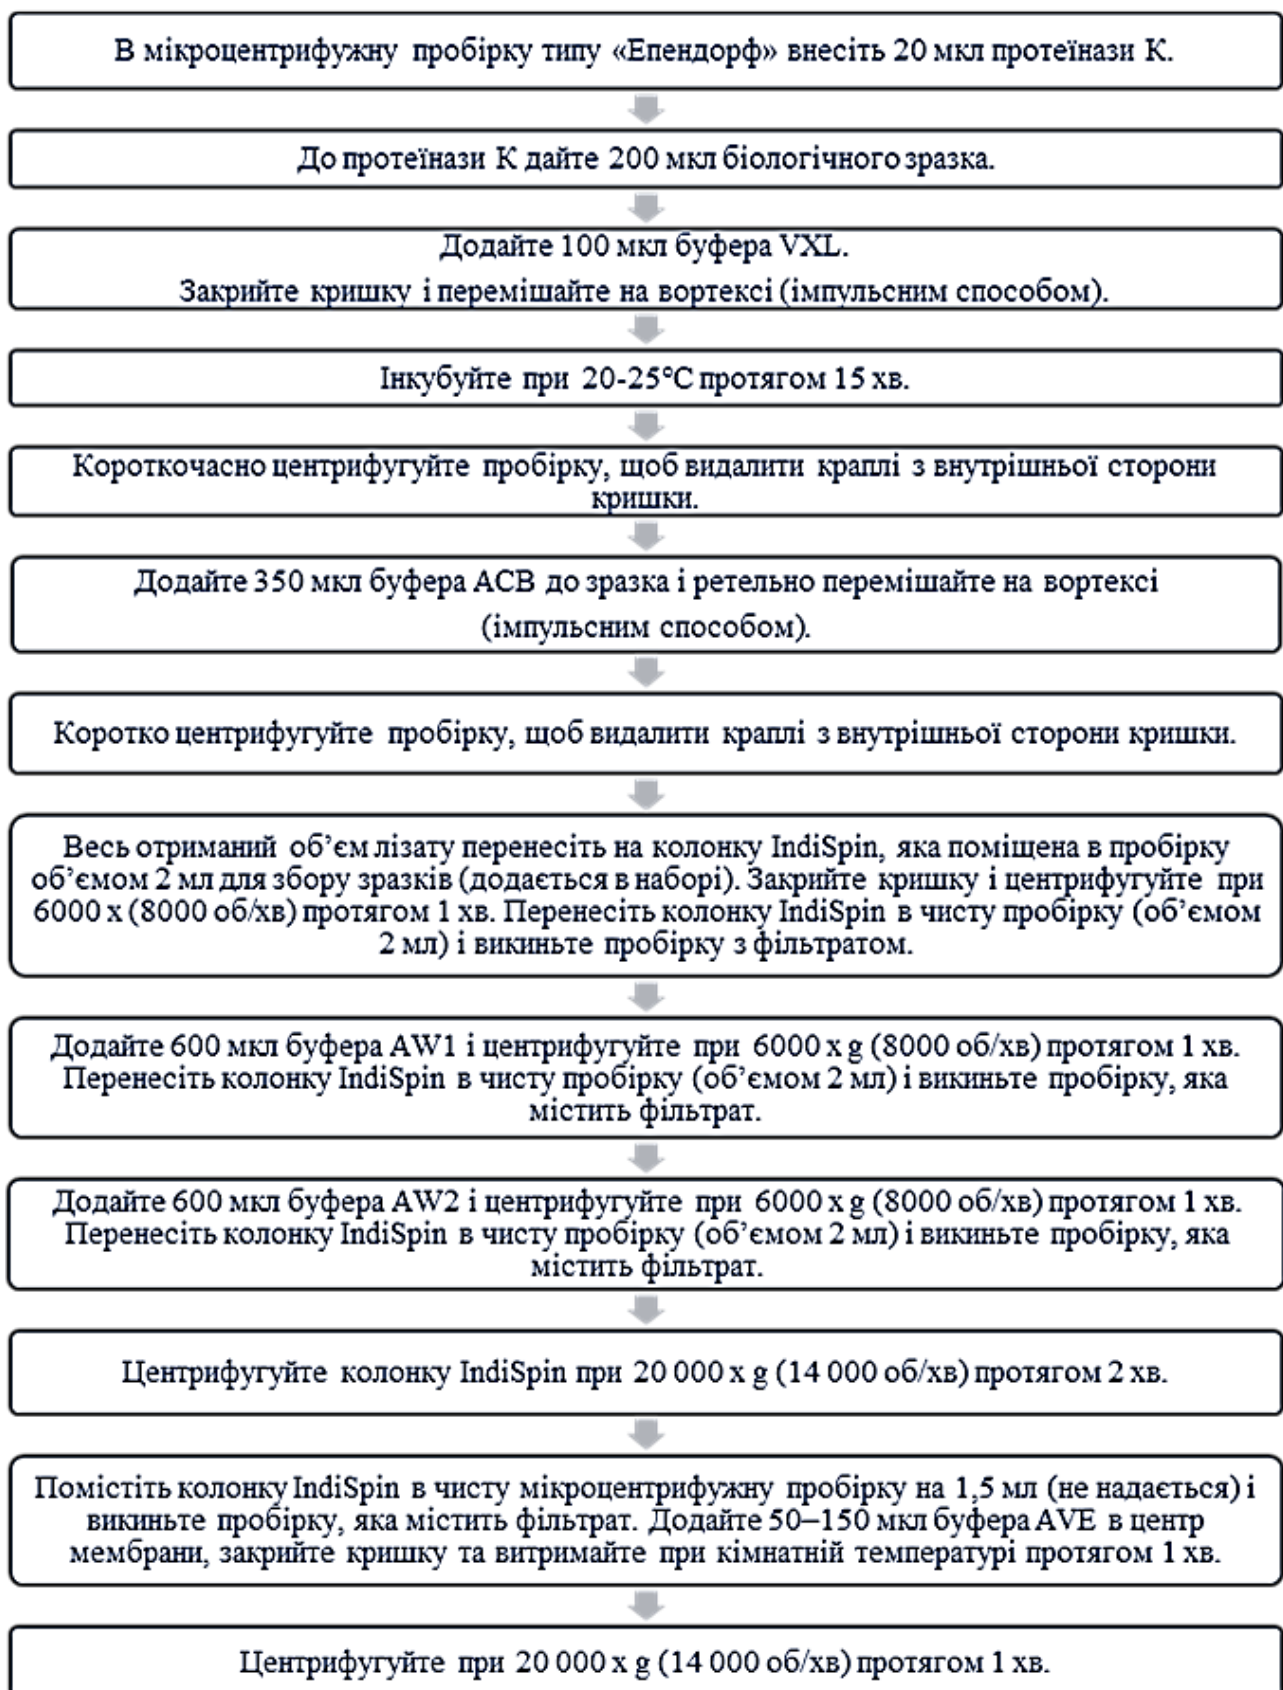 В мікроцентрифужну пробірку типу «Епендорф» внесіть 20 мкл протеїнази К.
До протеїнази К дайте 200 мкл біологічного зразка.
Додайте 100 мкл буфера VXL.
Закрийте кришку і перемішайте на вортексі (імпульсним способом).
Інкубуйте при 20-25°С протягом 15 хв.
Короткочасно центрифугуйте пробірку, щоб видалити краплі з внутрішньої сторони
кришки.
Додайте 350 мкл буфера ACB до зразка і ретельно перемішайте на вортексі
(імпульсним способом).
Коротко центрифугуйте пробірку, щоб видалити краплі з внутрішньої сторони кришки.
Весь отриманий об’єм лізату перенесіть на колонку IndiSpin, яка поміщена в пробірку
об’ємом 2 мл для збору зразків (додається в наборі). Закрийте кришку і центрифугуйте при
6000 x (8000 об/хв) протягом 1 хв. Перенесіть колонку IndiSpin в чисту пробірку (об’ємом
2 мл) і викиньте пробірку з фільтратом.
Додайте 600 мкл буфера AW1 і центрифугуйте при 6000 x g (8000 об/хв) протягом 1 хв.
Перенесіть колонку IndiSpin в чисту пробірку (об’ємом 2 мл) і викиньте пробірку, яка
містить фільтрат.
Додайте 600 мкл буфера AW2 і центрифугуйте при 6000 x g (8000 об/хв) протягом 1 хв.
Перенесіть колонку IndiSpin в чисту пробірку (об’ємом 2 мл) і викиньте пробірку, яка
містить фільтрат.
Центрифугуйте колонку IndiSpin при 20 000 x g (14 000 об/хв) протягом 2 хв.
Помістіть колонку IndiSpin в чисту мікроцентрифужну пробірку на 1,5 мл (не надається) і
викиньте пробірку, яка містить фільтрат. Додайте 50–150 мкл буфера AVE в центр
мембрани, закрийте кришку та витримайте при кімнатній температурі протягом 1 хв.
Центрифугуйте при 20 000 x g (14 000 об/хв) протягом 1 хв.